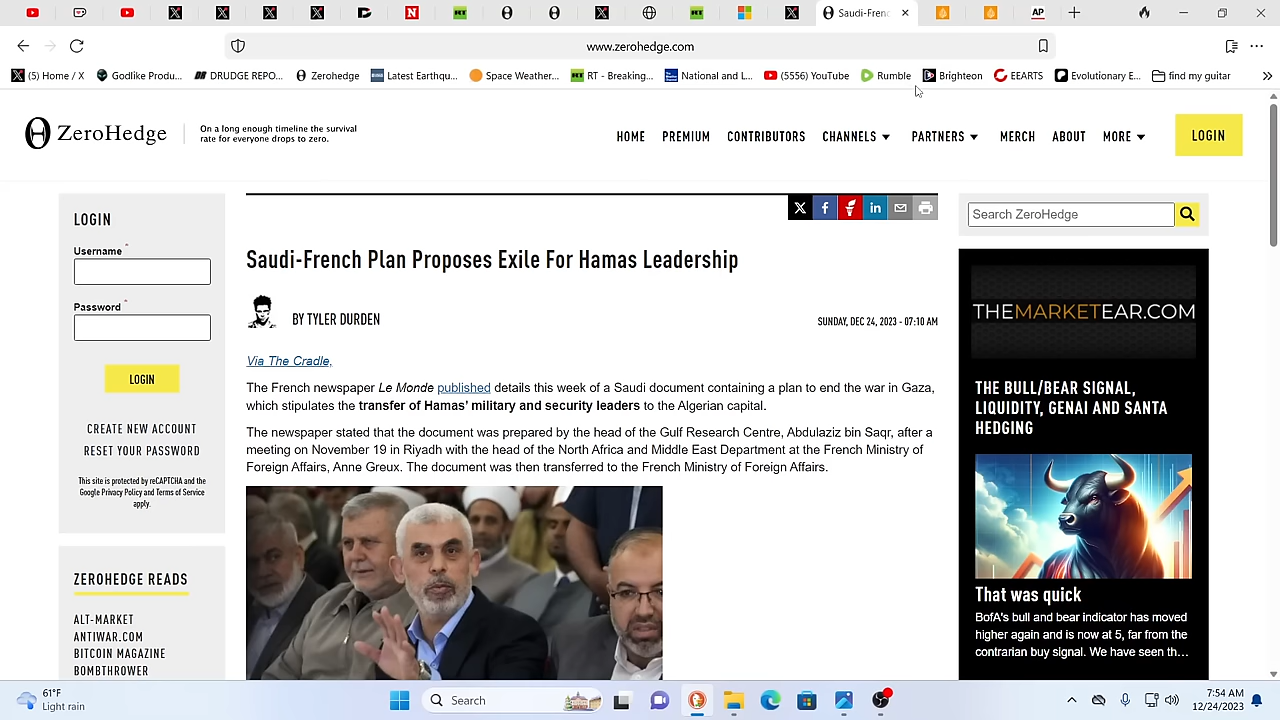 Saudi-Frenc
AP
www.zerohedge.com
(5) Home / X
Godlike Produ...
DRUDGE REPO...
Zerohedge
Latest Earthqu...
Space Weather...
RT - Breaking...
National and L...
(5556) YouTube
Rumble
Brighteon
EEARTS
Evolutionary E...
find my guitar
ZeroHedge
On a long enough timeline the survival
rate for everyone drops to zero.
HOME
PREMIUM
CONTRIBUTORS
CHANNELS
PARTNERS
MERCH
ABOUT
MORE
LOGIN
LOGIN
Username *
Password *
LOGIN
CREATE NEW ACCOUNT
RESET YOUR PASSWORD
This site is protected by reCAPTCHA and the
Google Privacy Policy and Terms of Service
apply.
ZEROHEDGE READS
ALT-MARKET
ANTIWAR.COM
BITCOIN MAGAZINE
BOMBTHROWER
Saudi-French Plan Proposes Exile For Hamas Leadership
BY TYLER DURDEN
SUNDAY, DEC 24, 2023 - 07:10 AM
Via The Cradle,
The French newspaper Le Monde published details this week of a Saudi document containing a plan to end the war in Gaza,
which stipulates the transfer of Hamas' military and security leaders to the Algerian capital.
The newspaper stated that the document was prepared by the head of the Gulf Research Centre, Abdulaziz bin Saqr, after a
meeting on November 19 in Riyadh with the head of the North Africa and Middle East Department at the French Ministry of
Foreign Affairs, Anne Greux. The document was then transferred to the French Ministry of Foreign Affairs.
Search ZeroHedge
THEMARKETEAR.COM
THE BULL/BEAR SIGNAL,
LIQUIDITY, GENAI AND SANTA
HEDGING
That was quick
BofA's bull and bear indicator has moved
higher again and is now at 5, far from the
contrarian buy signal. We have seen th...
61°F
Light rain
Search
7:54 AM
12/24/2023